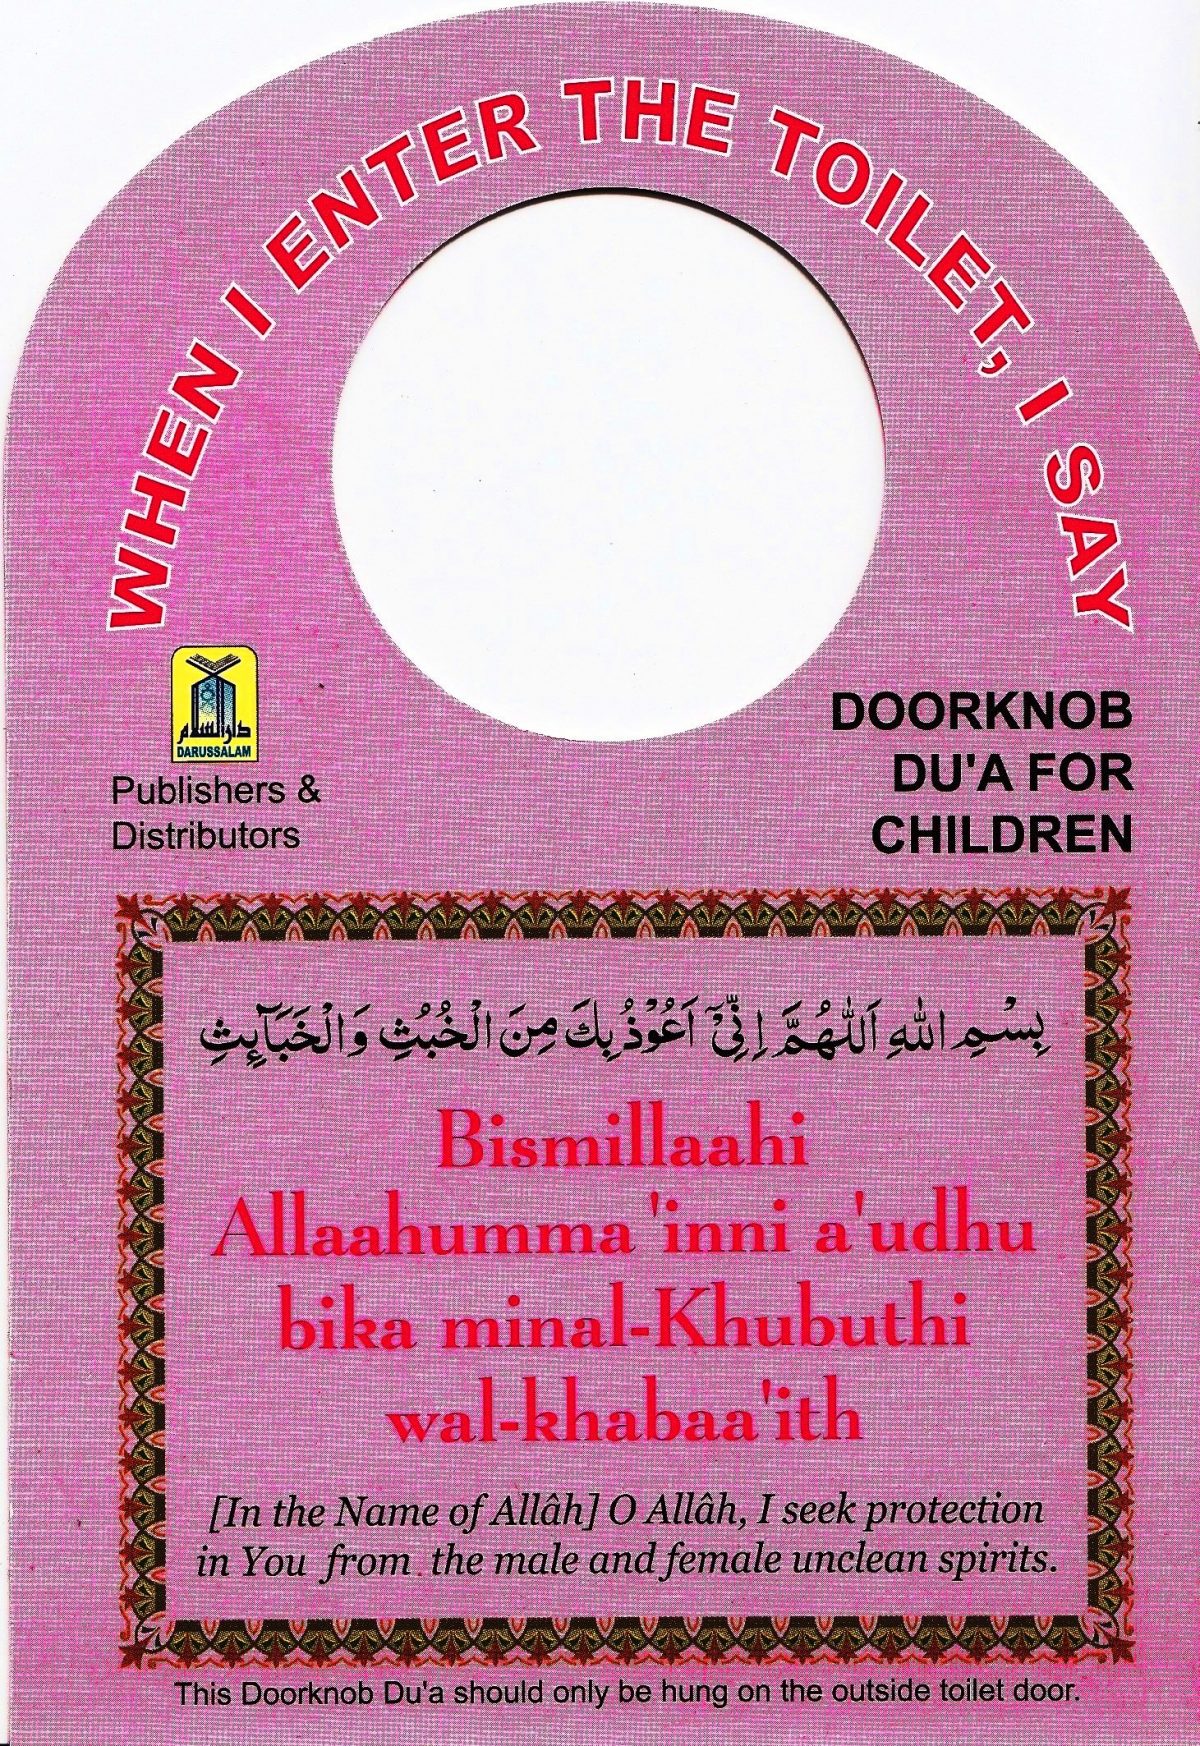 WHEN I ENTER THE TOILET, I SAY
دارالسلام
DARUSSALAM
Publishers &
Distributors
DOORKNOB
DU'A FOR
CHILDREN
بِسْمِ اللهِ اَللّٰهُمَّ اِنِّيْٓ اَعُوْذُ بِكَ مِنَ الْخُبُثِ وَالْخَبَآئِثِ
Bismillaahi
Allaahumma 'inni a'udhu
bika minal-Khubuthi
wal-khabaa'ith
[In the Name of Allâh] O Allâh, I seek protection
in You from . the male and female unclean spirits.
This Doorknob Du'a should only be hung on the outside toilet door.